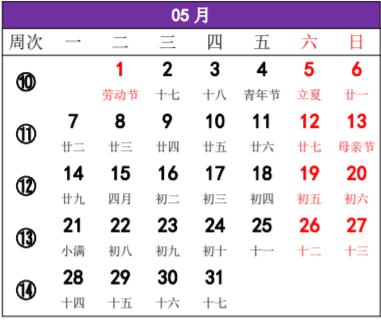 05 月
周次 一 二 三 四 五 六 日
⑩ 1 2 3 4 5 6
劳动节 十七 十八 青年节 立夏 廿一
⑪ 7 8 9 10 11 12 13
廿二 廿三 廿四 廿五 廿六 廿七 母亲节
⑫ 14 15 16 17 18 19 20
廿九 四月 初二 初三 初四 初五 初六
⑬ 21 22 23 24 25 26 27
小满 初八 初九 初十 十一 十二 十三
⑭ 28 29 30 31
十四 十五 十六 十七